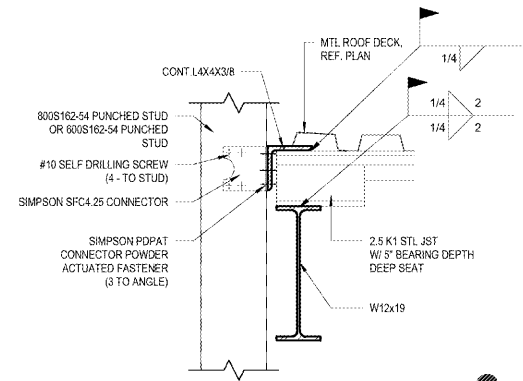 MTL ROOF DECK,
REF. PLAN
1/4
CONT.L4X4X3/8
1/4 2
1/4 2
800S162-54 PUNCHED STUD
OR 600S162-54 PUNCHED
STUD
#10 SELF DRILLING SCREW
(4 - TO STUD)
SIMPSON SFC4.25 CONNECTOR
SIMPSON PDPAT
CONNECTOR POWDER
ACTUATED FASTENER
(3 TO ANGLE)
2.5 K1 STL JST
W/ 5" BEARING DEPTH
DEEP SEAT
W12x19